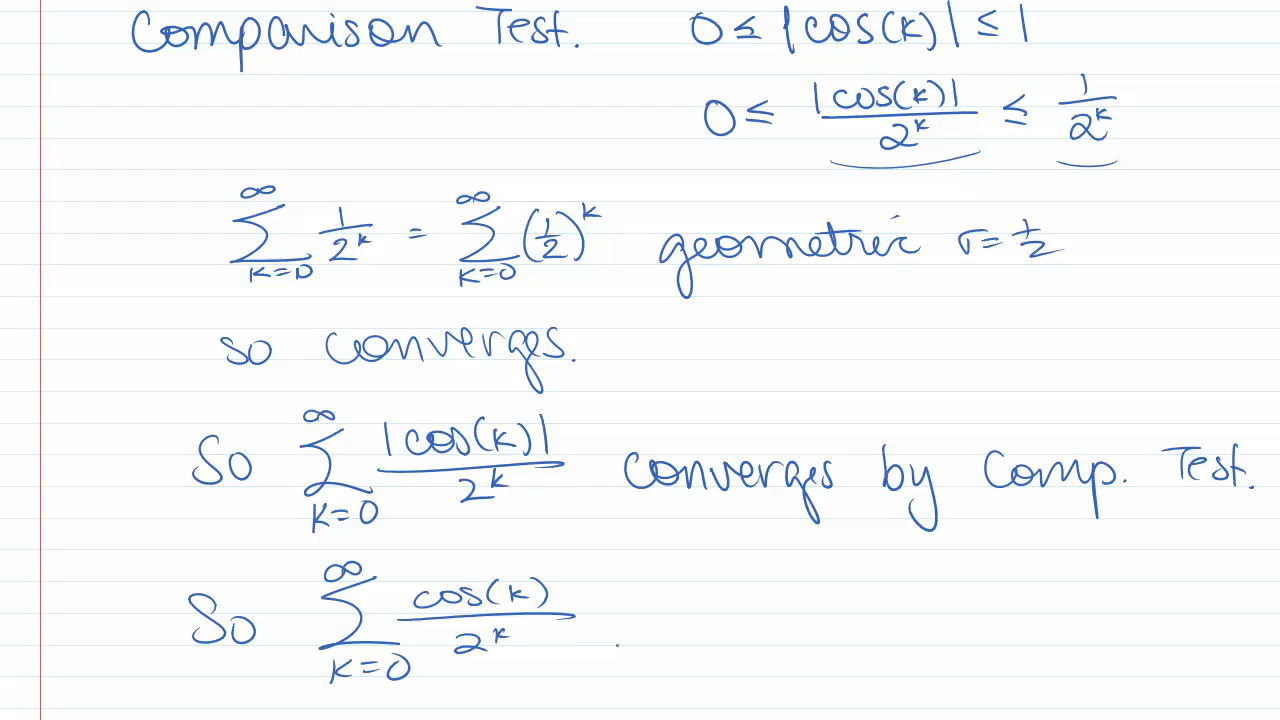 Comparison Test. 0 ≤ |cos(k)| ≤ 1
0 ≤ |cos(k)|/2^k ≤ 1/2^k
∑_{k=0}^{∞} 1/2^k = ∑_{k=0}^{∞} (1/2)^k geometric r = 1/2
so converges.
So ∑_{k=0}^{∞} |cos(k)|/2^k converges by Comp. Test.
So ∑_{k=0}^{∞} cos(k)/2^k